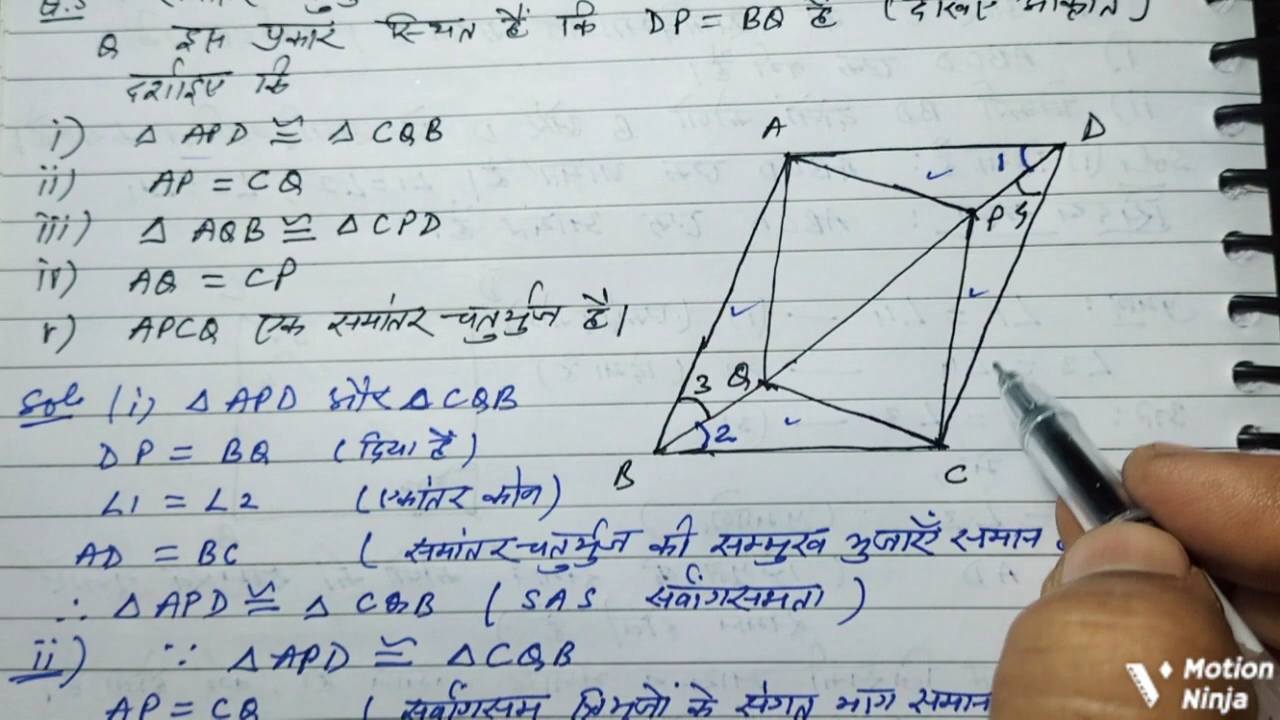 Q इस प्रकार स्थित हैं कि DP = BQ है
दर्शाइए कि
i) △ APD ≅ △ CQB
ii) AP = CQ
iii) △ AQB ≅ △ CPD
iv) AQ = CP
v) APCQ एक समांतर चतुर्भुज है।
Sol (i) △ APD और △ CQB
DP = BQ (दिया है)
∠1 = ∠2 (एकांतर कोन)
AD = BC ( समांतर चतुर्भुज की सम्मुख भुजाएँ समान
∴ △ APD ≅ △ CQB ( SAS सर्वांगसमता )
ii) ∵ △ APD ≅ △ CQB
AP = CQ ( सर्वांगसम त्रिभुजों के संगत भाग समान
A
D
1
P
4
3
Q
2
B
C
Motion
Ninja